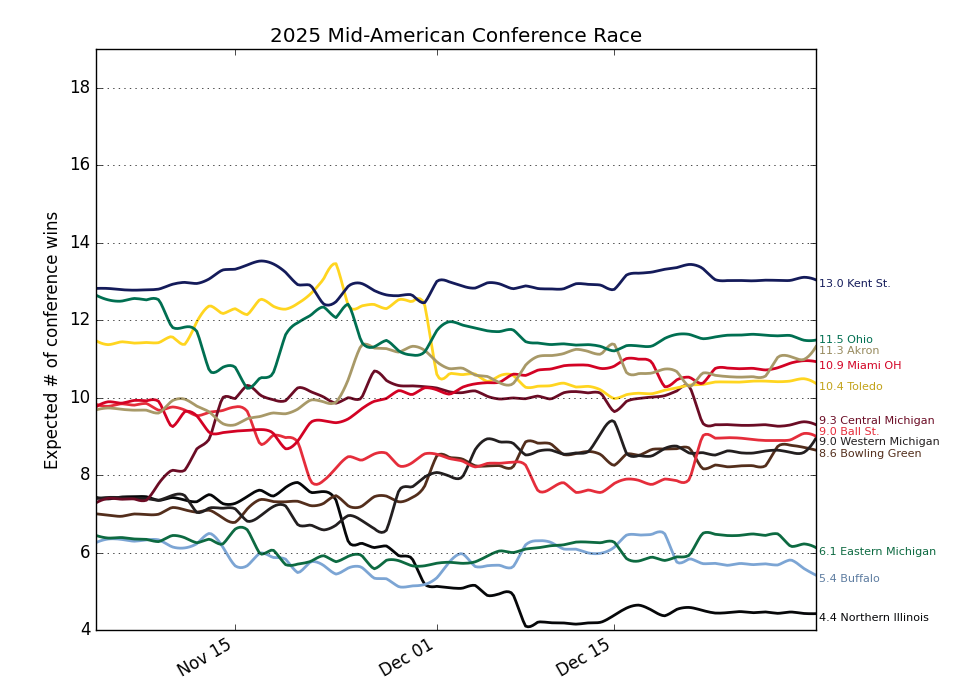 2025 Mid-American Conference Race
Expected # of conference wins
18
16
14
12
10
8
6
4
Nov 15
Dec 01
Dec 15
13.0 Kent St.
11.5 Ohio
11.3 Akron
10.9 Miami OH
10.4 Toledo
9.3 Central Michigan
9.0 Ball St.
9.0 Western Michigan
8.6 Bowling Green
6.1 Eastern Michigan
5.4 Buffalo
4.4 Northern Illinois